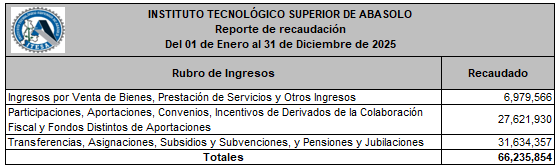 INSTITUTO TECNOLÓGICO SUPERIOR DE ABASOLO
Reporte de recaudación
Del 01 de Enero al 31 de Diciembre de 2025
ITESA
Rubro de Ingresos Recaudado
Ingresos por Venta de Bienes, Prestación de Servicios y Otros Ingresos 6,979,566
Participaciones, Aportaciones, Convenios, Incentivos de Derivados de la Colaboración
Fiscal y Fondos Distintos de Aportaciones 27,621,930
Transferencias, Asignaciones, Subsidios y Subvenciones, y Pensiones y Jubilaciones 31,634,357
Totales 66,235,854